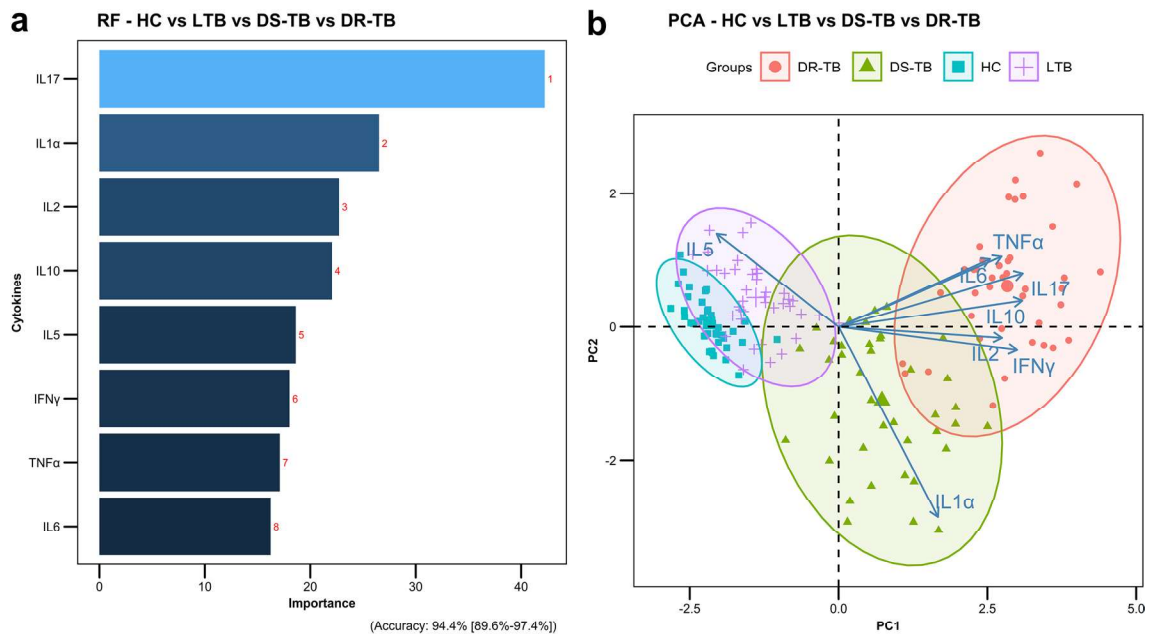 a
RF - HC vs LTB vs DS-TB vs DR-TB
Cytokines
IL17
1
IL1α
2
IL2
3
IL10
4
IL5
5
IFNγ
6
TNFα
7
IL6
8
0 10 20 30 40
Importance
(Accuracy: 94.4% [89.6%-97.4%])
b
PCA - HC vs LTB vs DS-TB vs DR-TB
Groups DR-TB DS-TB HC LTB
PC2
2
0
-2
IL5
TNFα
IL6
IL17
IL10
IL2
IFNγ
IL1α
-2.5 0.0 2.5 5.0
PC1